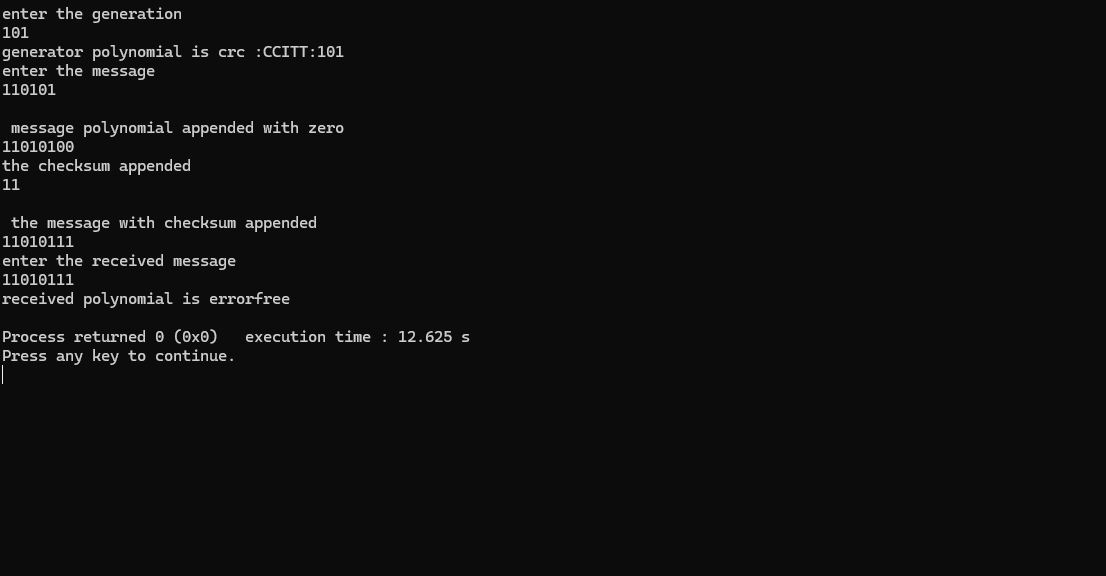 enter the generation
101
generator polynomial is crc :CCITT:101
enter the message
110101
message polynomial appended with zero
11010100
the checksum appended
11
the message with checksum appended
11010111
enter the received message
11010111
received polynomial is errorfree
Process returned 0 (0x0)   execution time : 12.625 s
Press any key to continue.